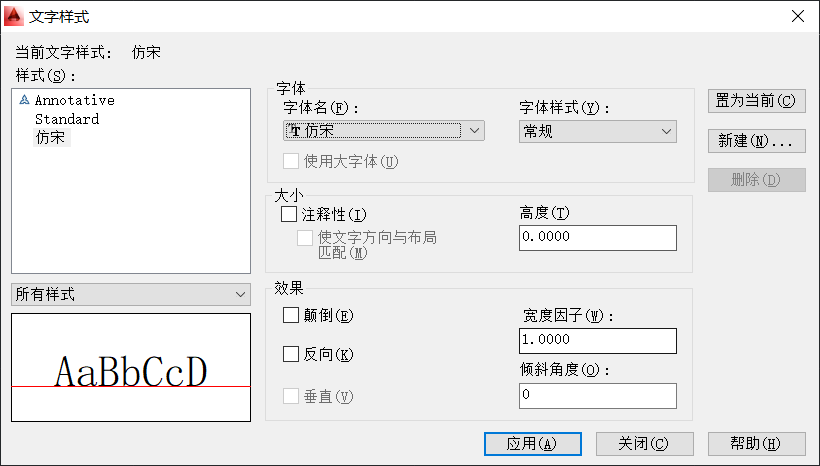 文字样式
当前文字样式: 仿宋
样式(S):
Annotative
Standard
仿宋
所有样式
AaBbCcD
字体
字体名(F):
仿宋
使用大字体(U)
字体样式(Y):
常规
大小
注释性(I)
使文字方向与布局
匹配(M)
高度(T)
0.0000
效果
颠倒(E)
反向(K)
垂直(V)
宽度因子(W):
1.0000
倾斜角度(O):
0
置为当前(C)
新建(N)...
删除(D)
应用(A)
关闭(C)
帮助(H)